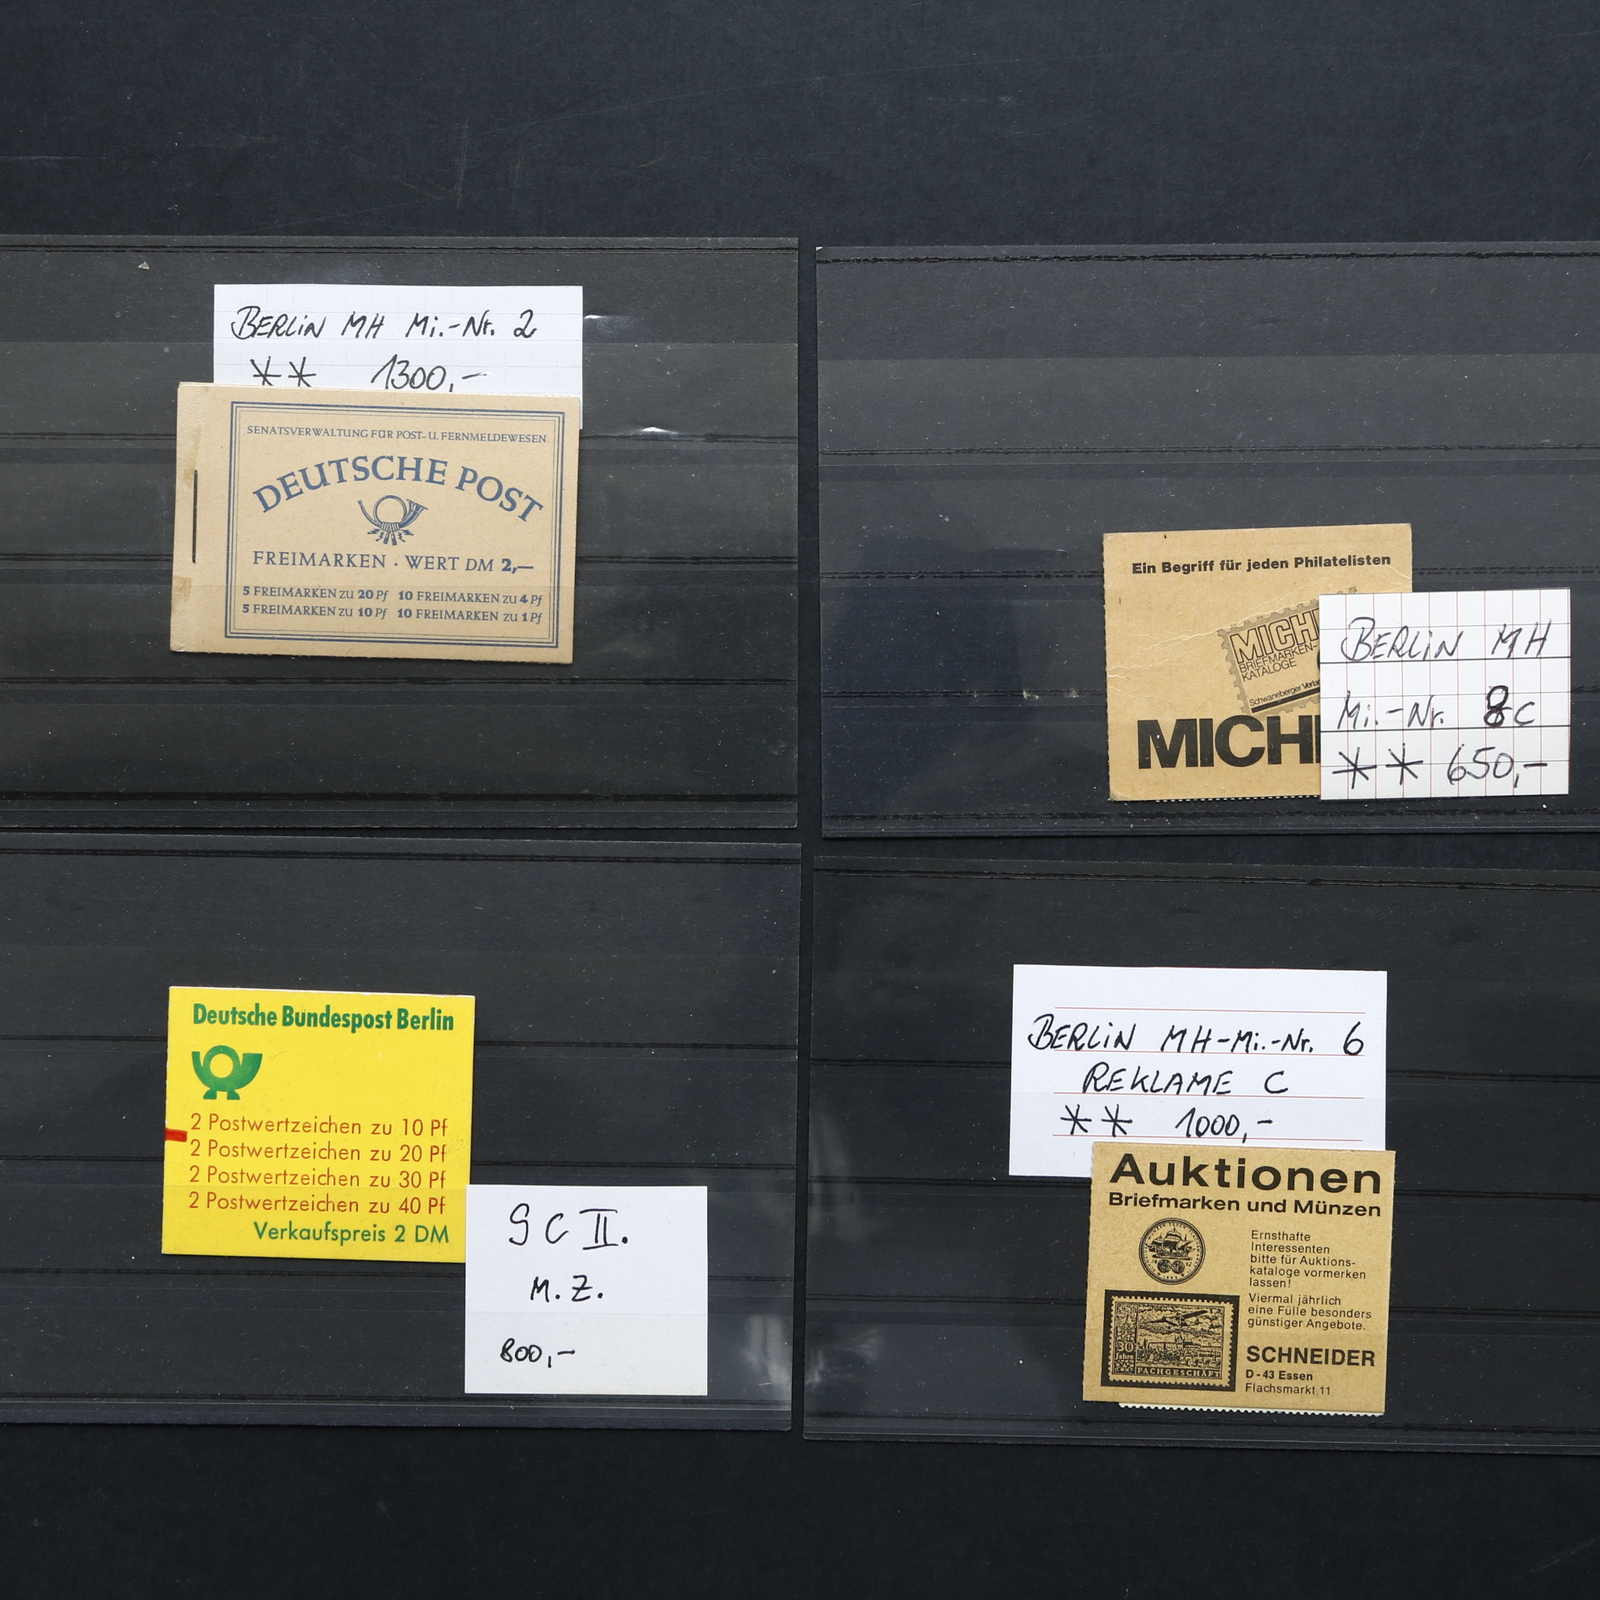 BERLIN MH Mi.-Nr. 2
** 1300,-
SENATSVERWALTUNG FÜR POST- U. FERNMELDEWESEN
DEUTSCHE POST
FREIMARKEN · WERT DM 2,—
5 FREIMARKEN ZU 20 Pf 10 FREIMARKEN ZU 4 Pf
5 FREIMARKEN ZU 10 Pf 10 FREIMARKEN ZU 1 Pf
Ein Begriff für jeden Philatelisten
MICH
BRIEFMARKEN-
KATALOGE
Schwaneberger
MICH
BERLIN MH
Mi.-Nr. 8c
** 650,-
Deutsche Bundespost Berlin
2 Postwertzeichen zu 10 Pf
2 Postwertzeichen zu 20 Pf
2 Postwertzeichen zu 30 Pf
2 Postwertzeichen zu 40 Pf
Verkaufspreis 2 DM
9 C II.
M.Z.
800,-
BERLIN MH-Mi.-Nr. 6
REKLAME C
** 1000,-
Auktionen
Briefmarken und Münzen
Ernsthafte
Interessenten
bitte für Auktions-
kataloge vormerken
lassen!
Viermal jährlich
eine Fülle besonders
günstiger Angebote.
30
Jahre
FACHGESCHÄFT
SCHNEIDER
D-43 Essen
Flachsmarkt 11